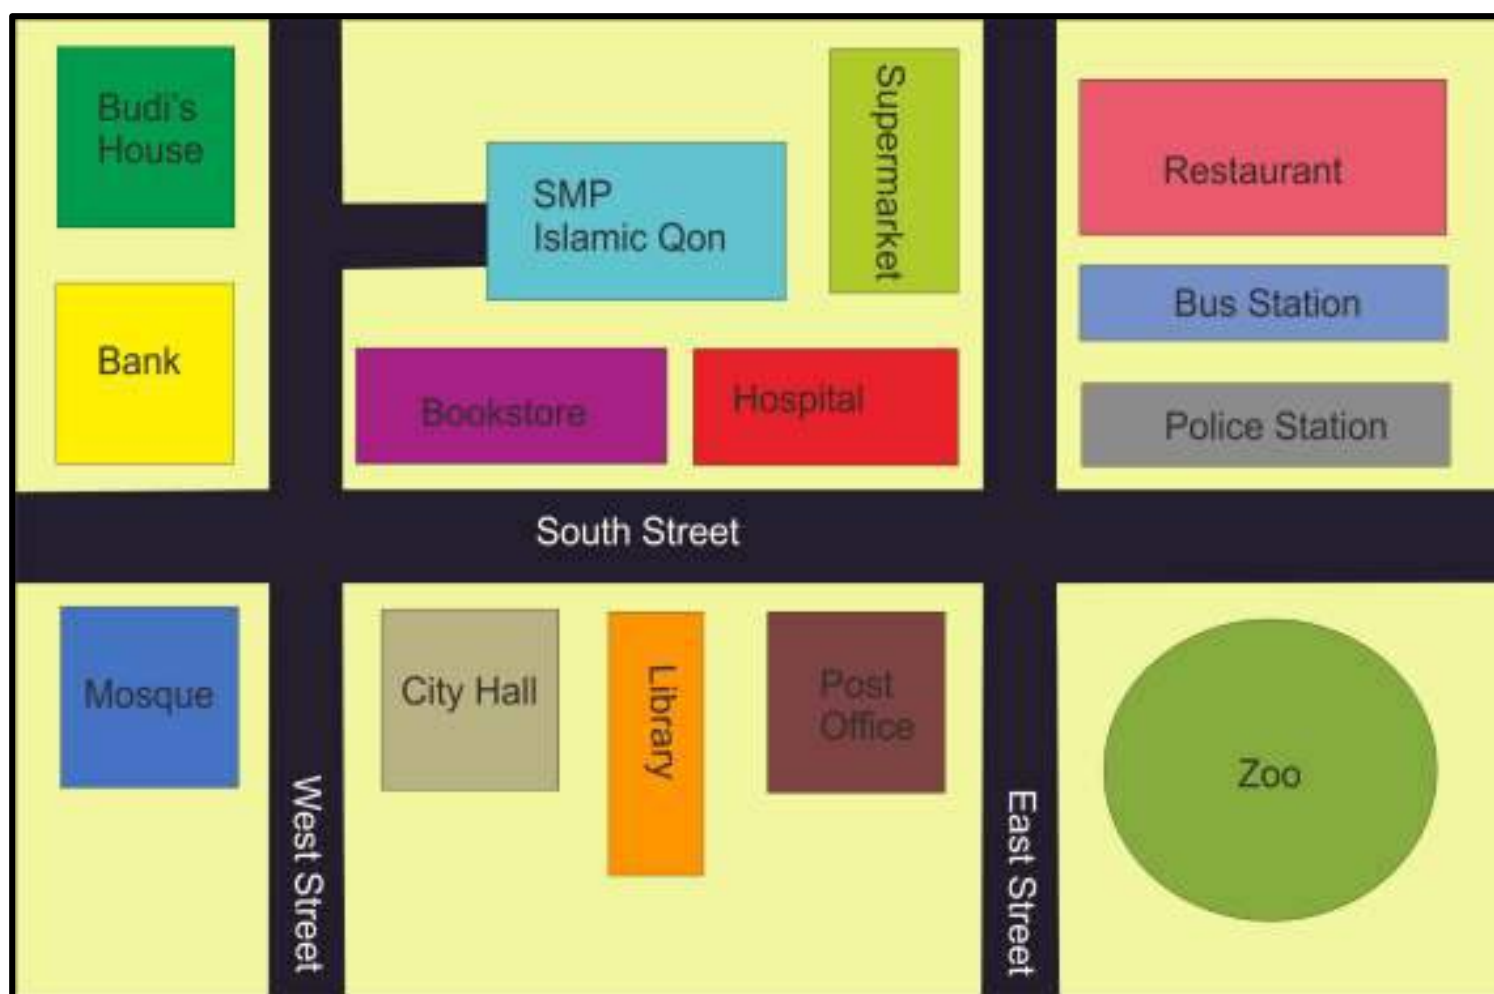 Budi's
House
Supermarket
Restaurant
SMP
Islamic Qon
Bus Station
Bank
Bookstore
Hospital
Police Station
South Street
Mosque
City Hall
Library
Post
Office
Zoo
West Street
East Street